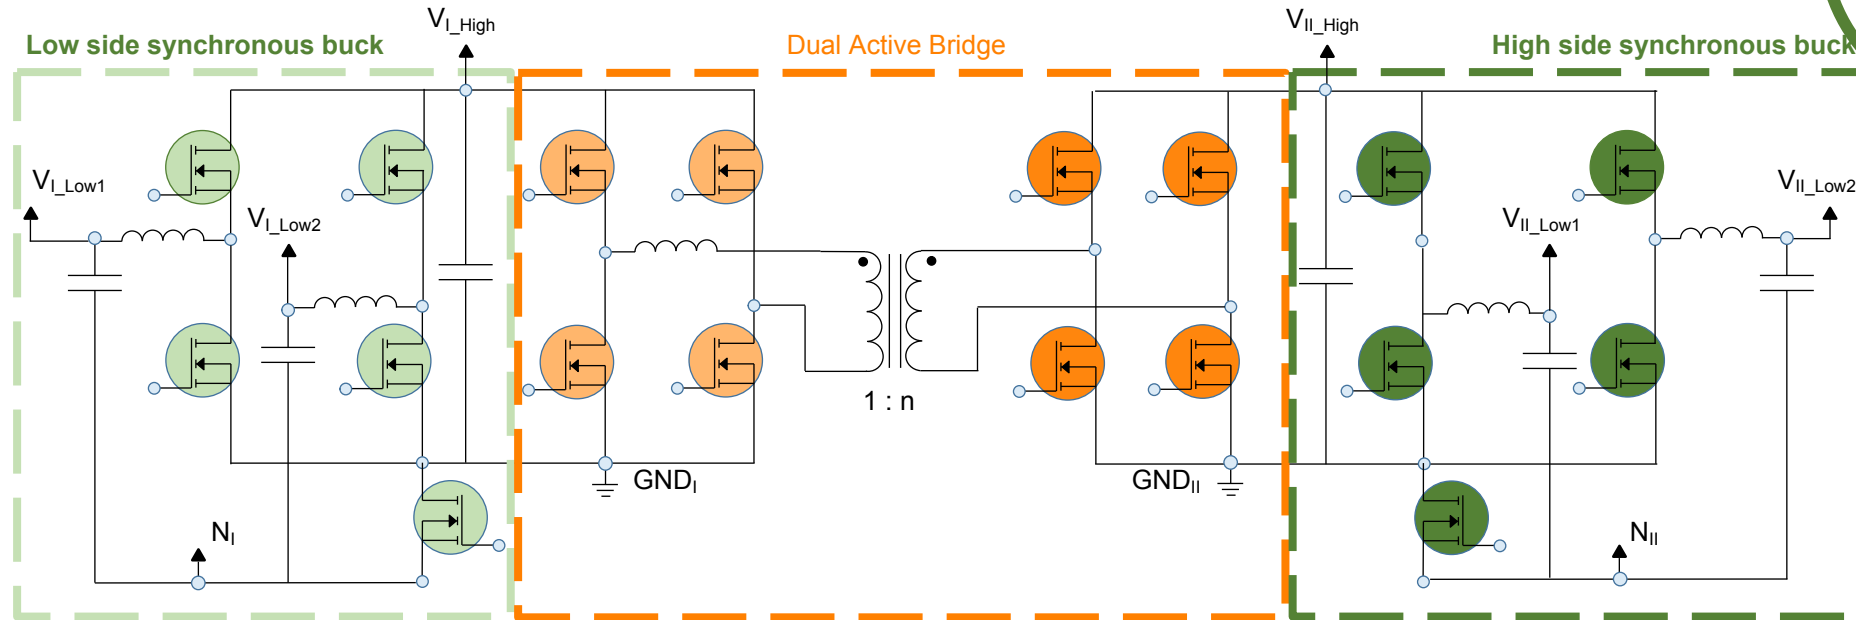 V_I_High
V_II_High
Low side synchronous buck
Dual Active Bridge
High side synchronous buck
V_I_Low1
V_II_Low2
V_I_Low2
V_II_Low1
1 : n
GND_I
GND_II
N_I
N_II